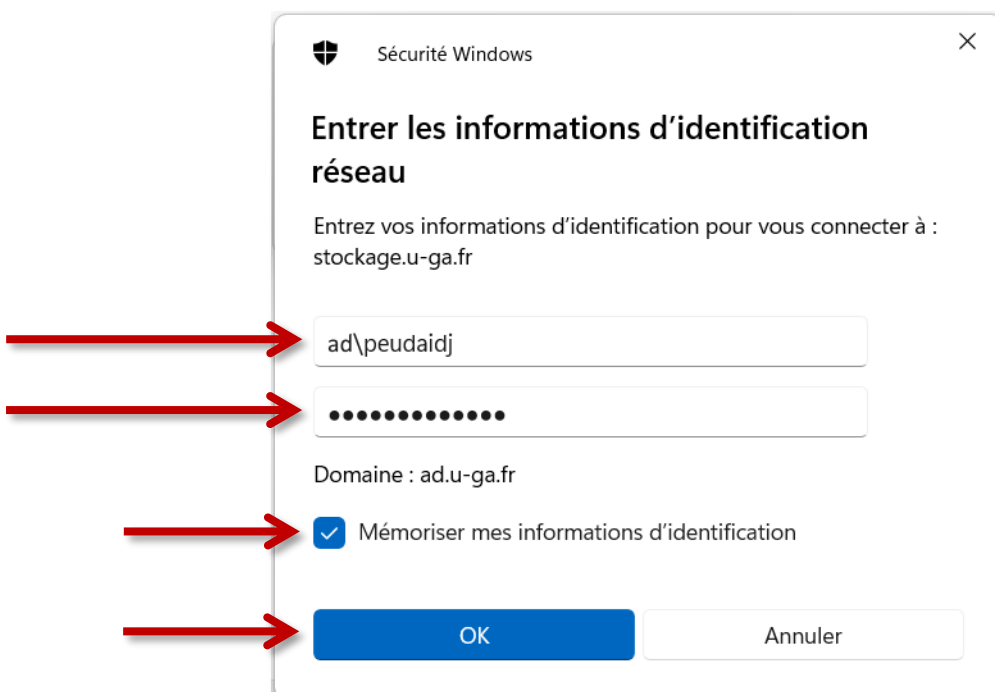 Sécurité Windows
Entrer les informations d’identification
réseau
Entrez vos informations d’identification pour vous connecter à :
stockage.u-ga.fr
ad\peudaidj
•••••••••••••
Domaine : ad.u-ga.fr
Mémoriser mes informations d’identification
OK
Annuler